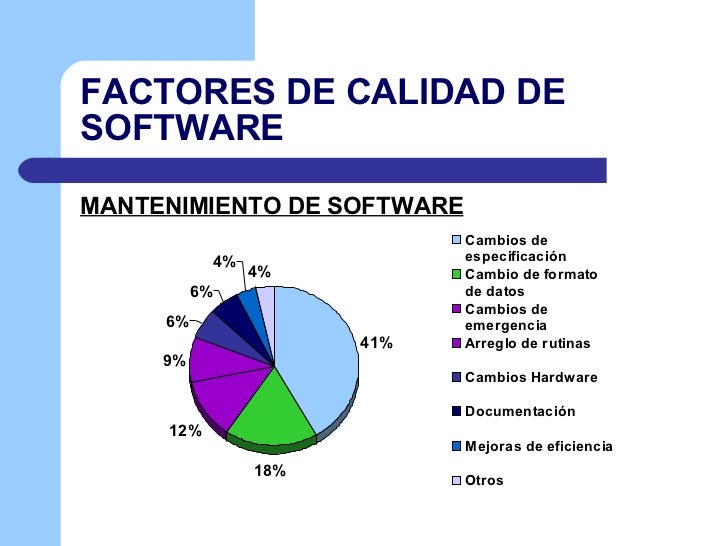 FACTORES DE CALIDAD DE
SOFTWARE
MANTENIMIENTO DE SOFTWARE
4%
4%
6%
6%
9%
12%
18%
41%
Cambios de
especificación
Cambio de formato
de datos
Cambios de
emergencia
Arreglo de rutinas
Cambios Hardware
Documentación
Mejoras de eficiencia
Otros